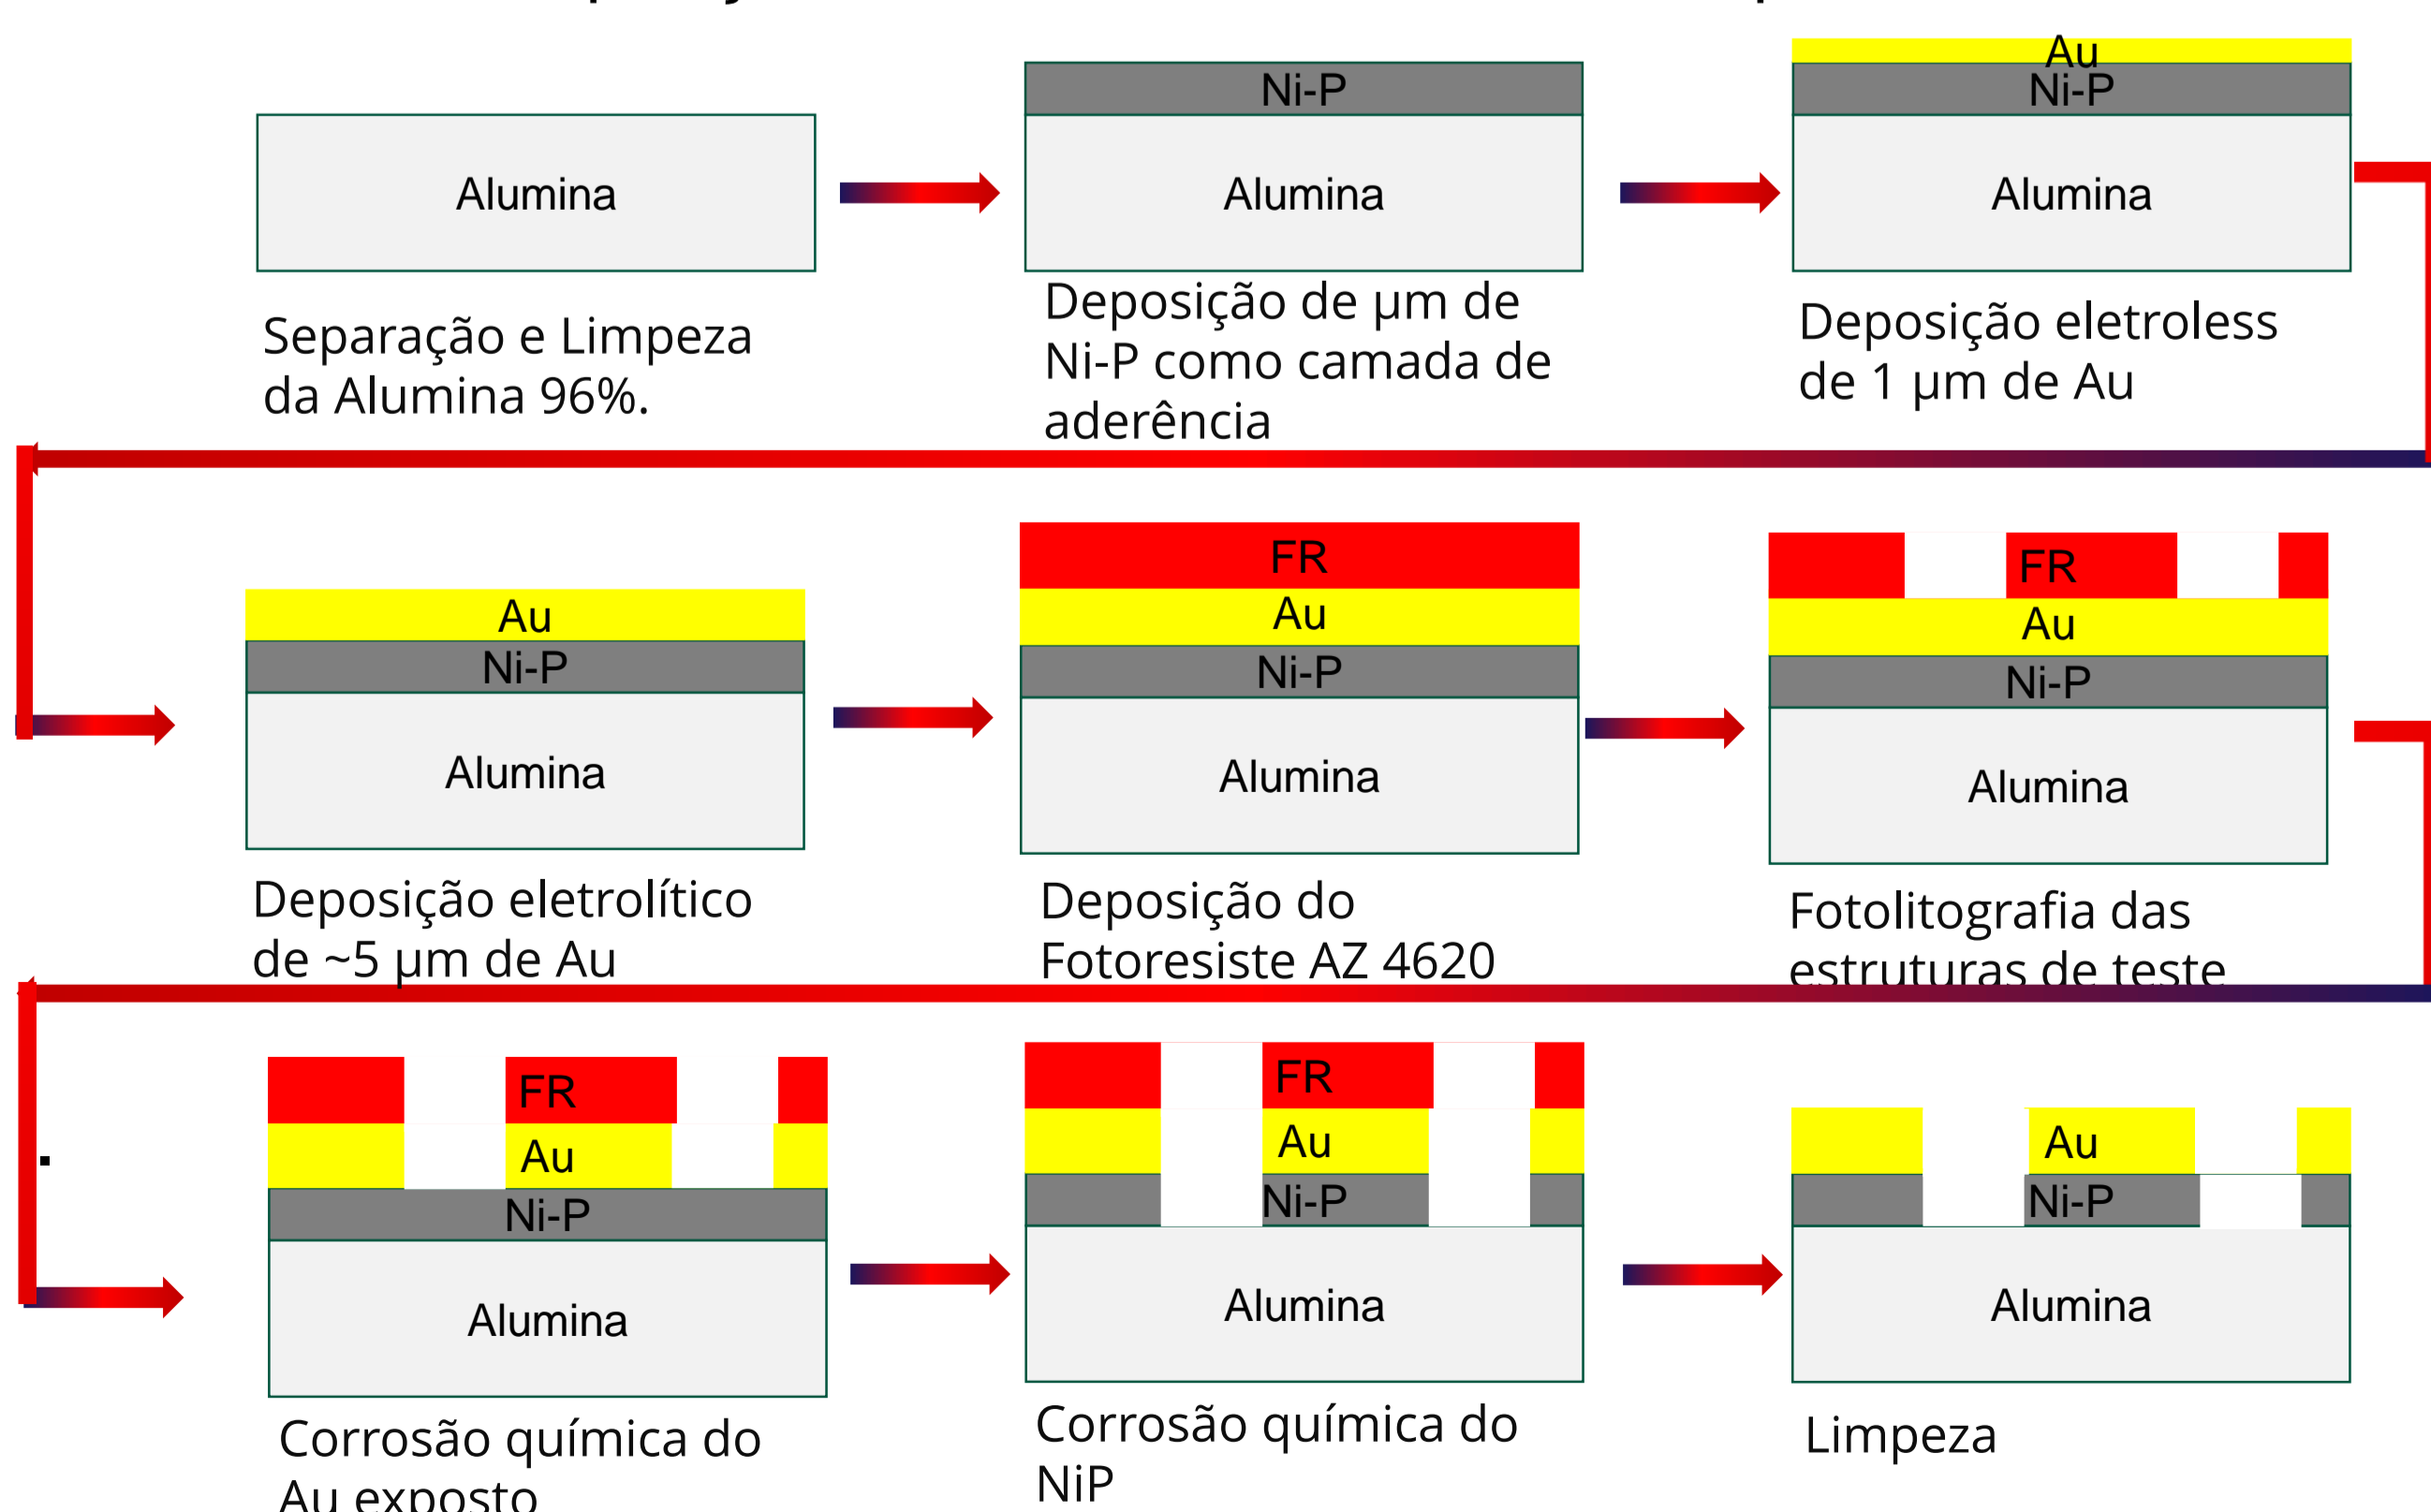 Au
Ni-P
Alumina
Ni-P
Alumina
Alumina
Separação e Limpeza
da Alumina 96%.
Deposição de µm de
Ni-P como camada de
aderência
Deposição eletroless
de 1 µm de Au
Au
Ni-P
Alumina
FR
Au
Ni-P
Alumina
FR
Au
Ni-P
Alumina
Deposição eletrolítico
de ~5 µm de Au
Deposição do
Fotoresiste AZ 4620
Fotolitografia das
estruturas de teste
FR
Au
Ni-P
Alumina
FR
Au
Ni-P
Alumina
Au
Ni-P
Alumina
.
Corrosão química do
Au exposto
Corrosão química do
NiP
Limpeza